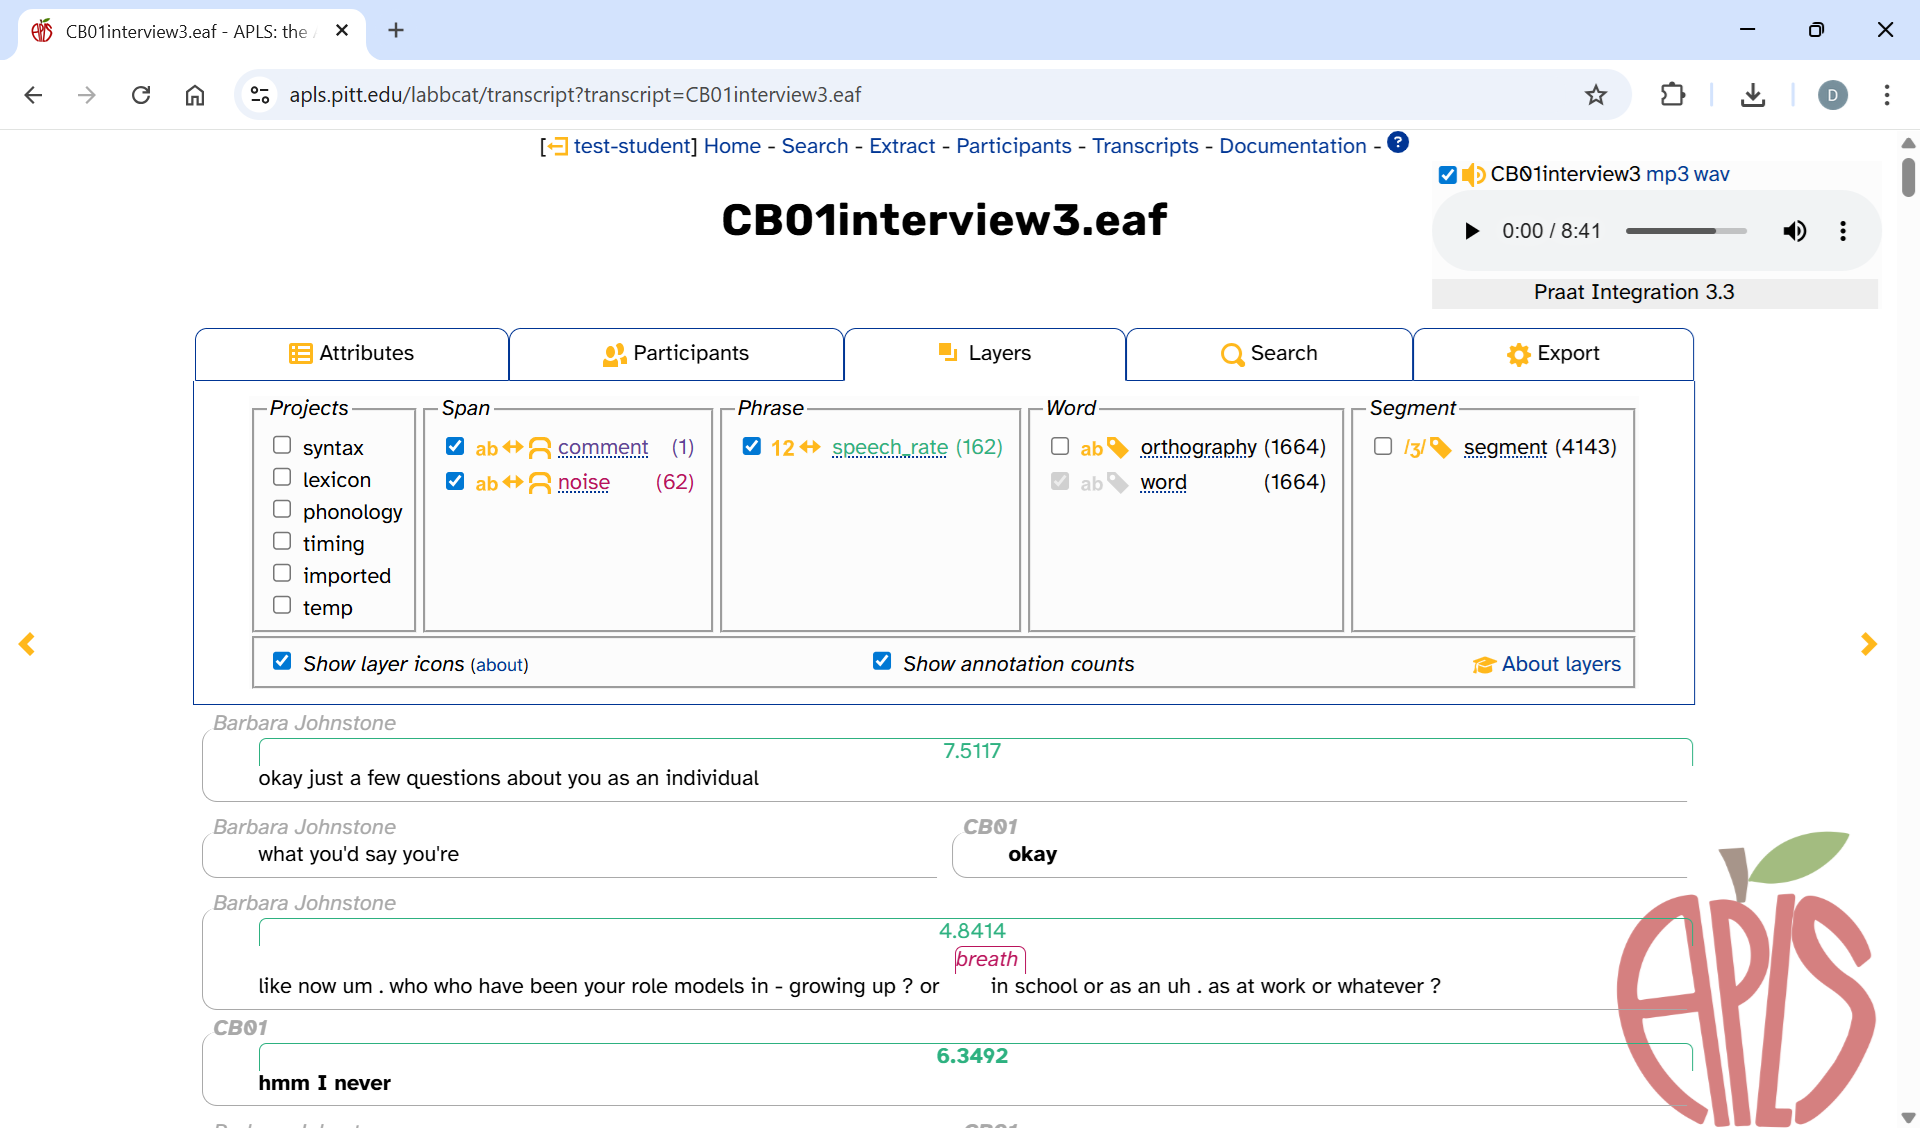 CB01interview3.eaf - APLS: the
apls.pitt.edu/labbcat/transcript?transcript=CB01interview3.eaf
D
[test-student] Home - Search - Extract - Participants - Transcripts - Documentation - ?
CB01interview3 mp3 wav
CB01interview3.eaf
0:00 / 8:41
Praat Integration 3.3
Attributes Participants Layers Search Export
Projects Span Phrase Word Segment
syntax ab comment (1) 12 speech_rate (162) ab orthography (1664) /ʒ/ segment (4143)
lexicon ab noise (62) ab word (1664)
phonology
timing
imported
temp
Show layer icons (about) Show annotation counts About layers
Barbara Johnstone
7.5117
okay just a few questions about you as an individual
Barbara Johnstone CB01
what you'd say you're okay
Barbara Johnstone
4.8414
breath
like now um . who who have been your role models in - growing up ? or in school or as an uh . as at work or whatever ?
CB01
6.3492
hmm I never
APLS